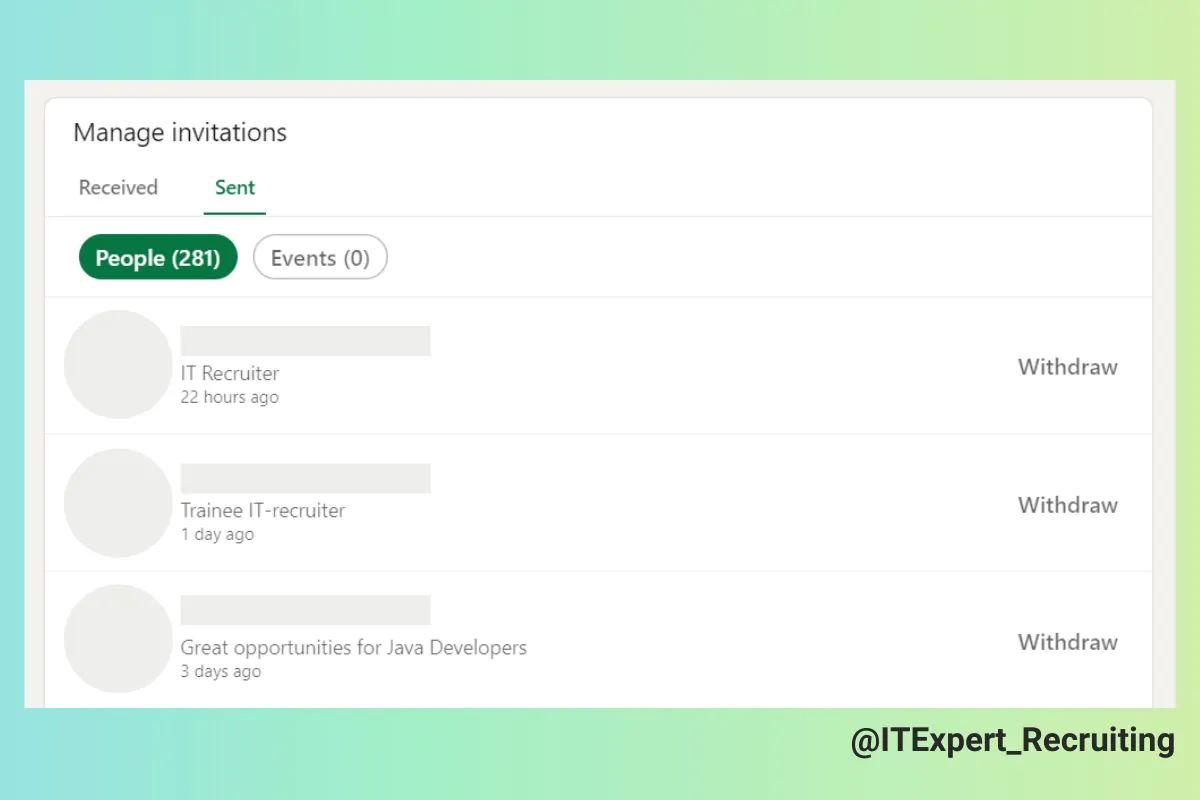 Manage invitations
Received Sent
People (281) Events (0)
IT Recruiter
22 hours ago
Withdraw
Trainee IT-recruiter
1 day ago
Withdraw
Great opportunities for Java Developers
3 days ago
Withdraw
@ITExpert_Recruiting